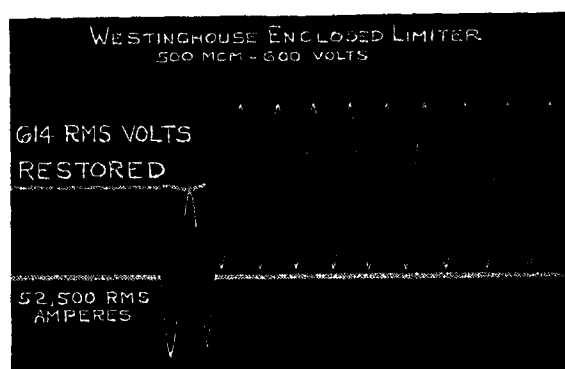 WESTINGHOUSE ENCLOSED LIMITER
500 MCM - 600 VOLTS
614 RMS VOLTS
RESTORED
52,500 RMS
AMPERES